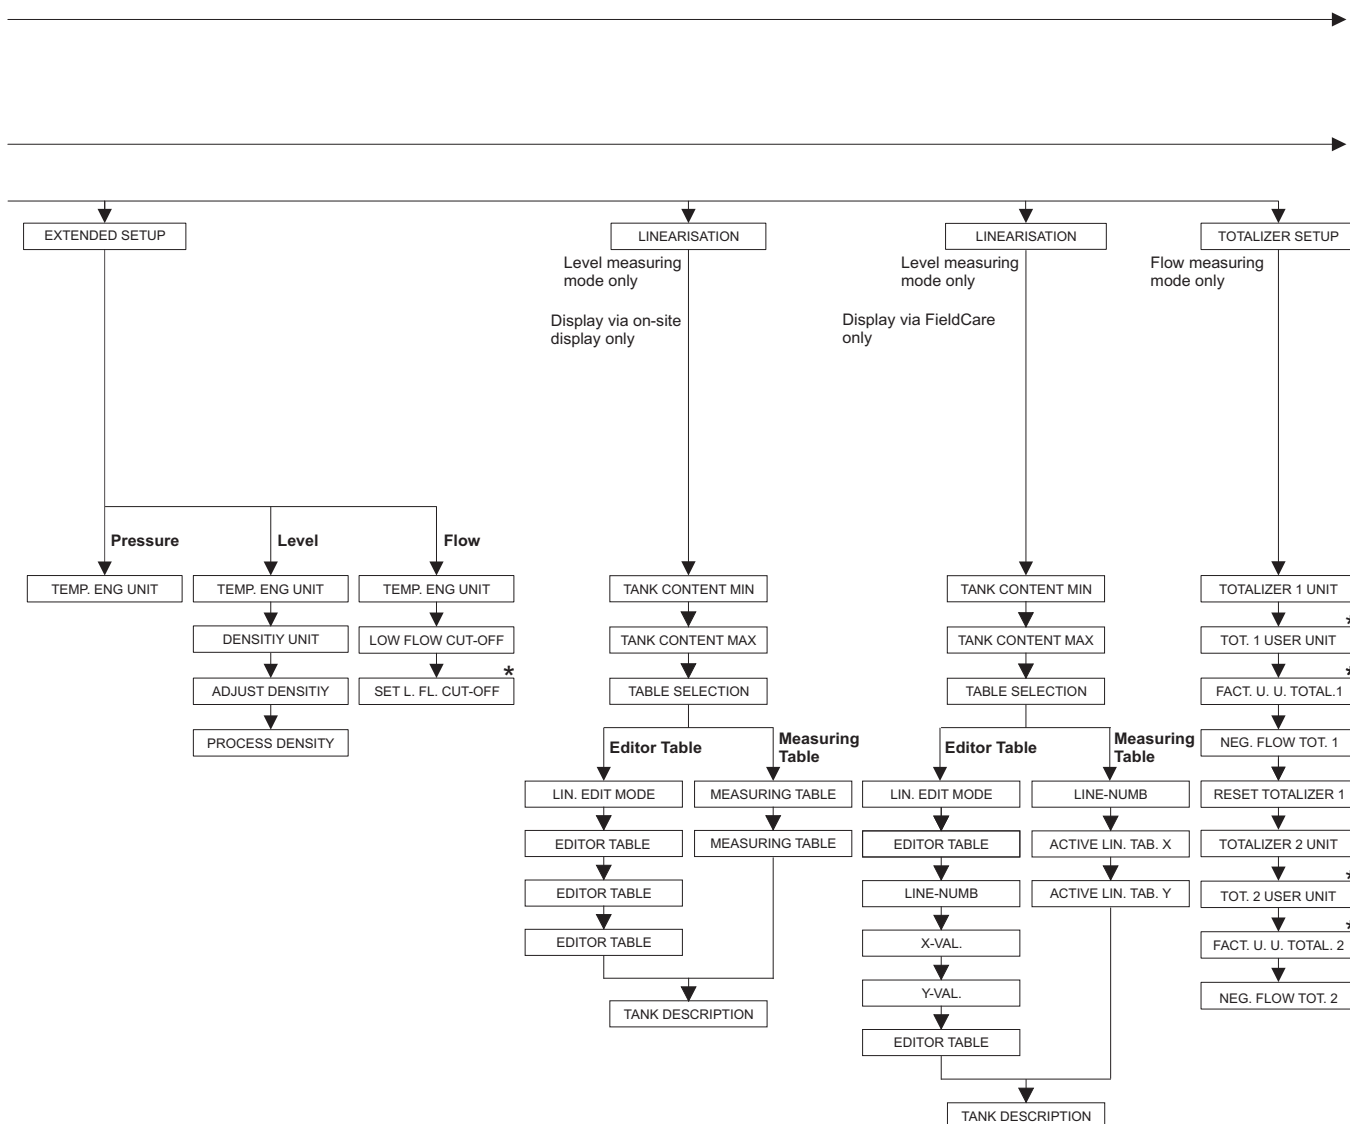 EXTENDED SETUP
LINEARISATION
LINEARISATION
TOTALIZER SETUP
Level measuring
mode only
Display via on-site
display only
Level measuring
mode only
Display via FieldCare
only
Flow measuring
mode only
Pressure
Level
Flow
TEMP. ENG UNIT
TEMP. ENG UNIT
DENSITIY UNIT
ADJUST DENSITIY
PROCESS DENSITY
TEMP. ENG UNIT
LOW FLOW CUT-OFF
*
SET L. FL. CUT-OFF
TANK CONTENT MIN
TANK CONTENT MAX
TABLE SELECTION
Editor Table
Measuring
Table
LIN. EDIT MODE
EDITOR TABLE
EDITOR TABLE
EDITOR TABLE
MEASURING TABLE
MEASURING TABLE
TANK DESCRIPTION
TANK CONTENT MIN
TANK CONTENT MAX
TABLE SELECTION
Editor Table
Measuring
Table
LIN. EDIT MODE
EDITOR TABLE
LINE-NUMB
X-VAL.
Y-VAL.
EDITOR TABLE
LINE-NUMB
ACTIVE LIN. TAB. X
ACTIVE LIN. TAB. Y
TANK DESCRIPTION
TOTALIZER 1 UNIT
*
TOT. 1 USER UNIT
*
FACT. U. U. TOTAL.1
NEG. FLOW TOT. 1
RESET TOTALIZER 1
TOTALIZER 2 UNIT
*
TOT. 2 USER UNIT
*
FACT. U. U. TOTAL. 2
NEG. FLOW TOT. 2